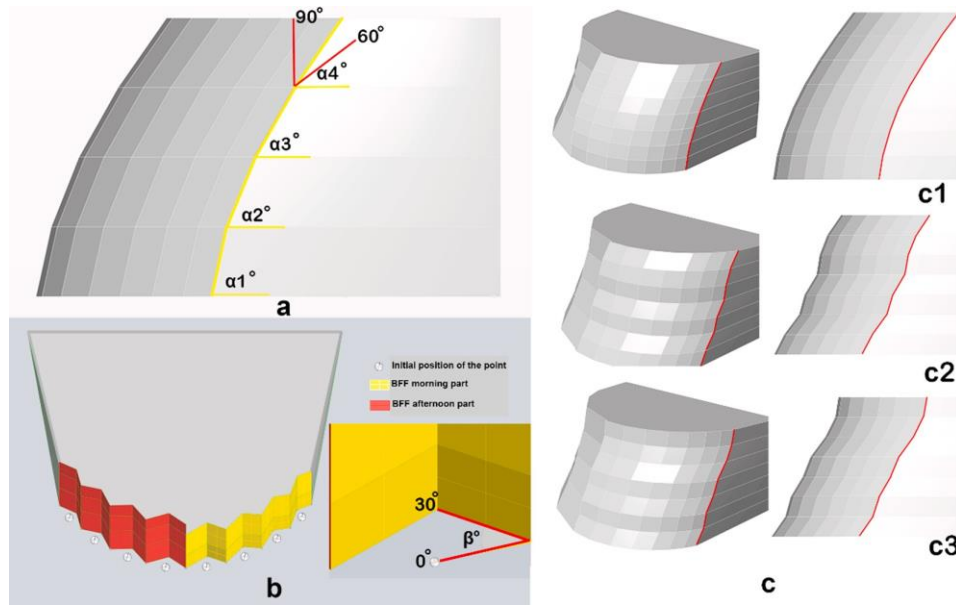 90°
60°
α4°
α3°
α2°
α1°
a
Initial position of the point
BFF morning part
BFF afternoon part
30°
β°
0°
b
c1
c2
c3
c